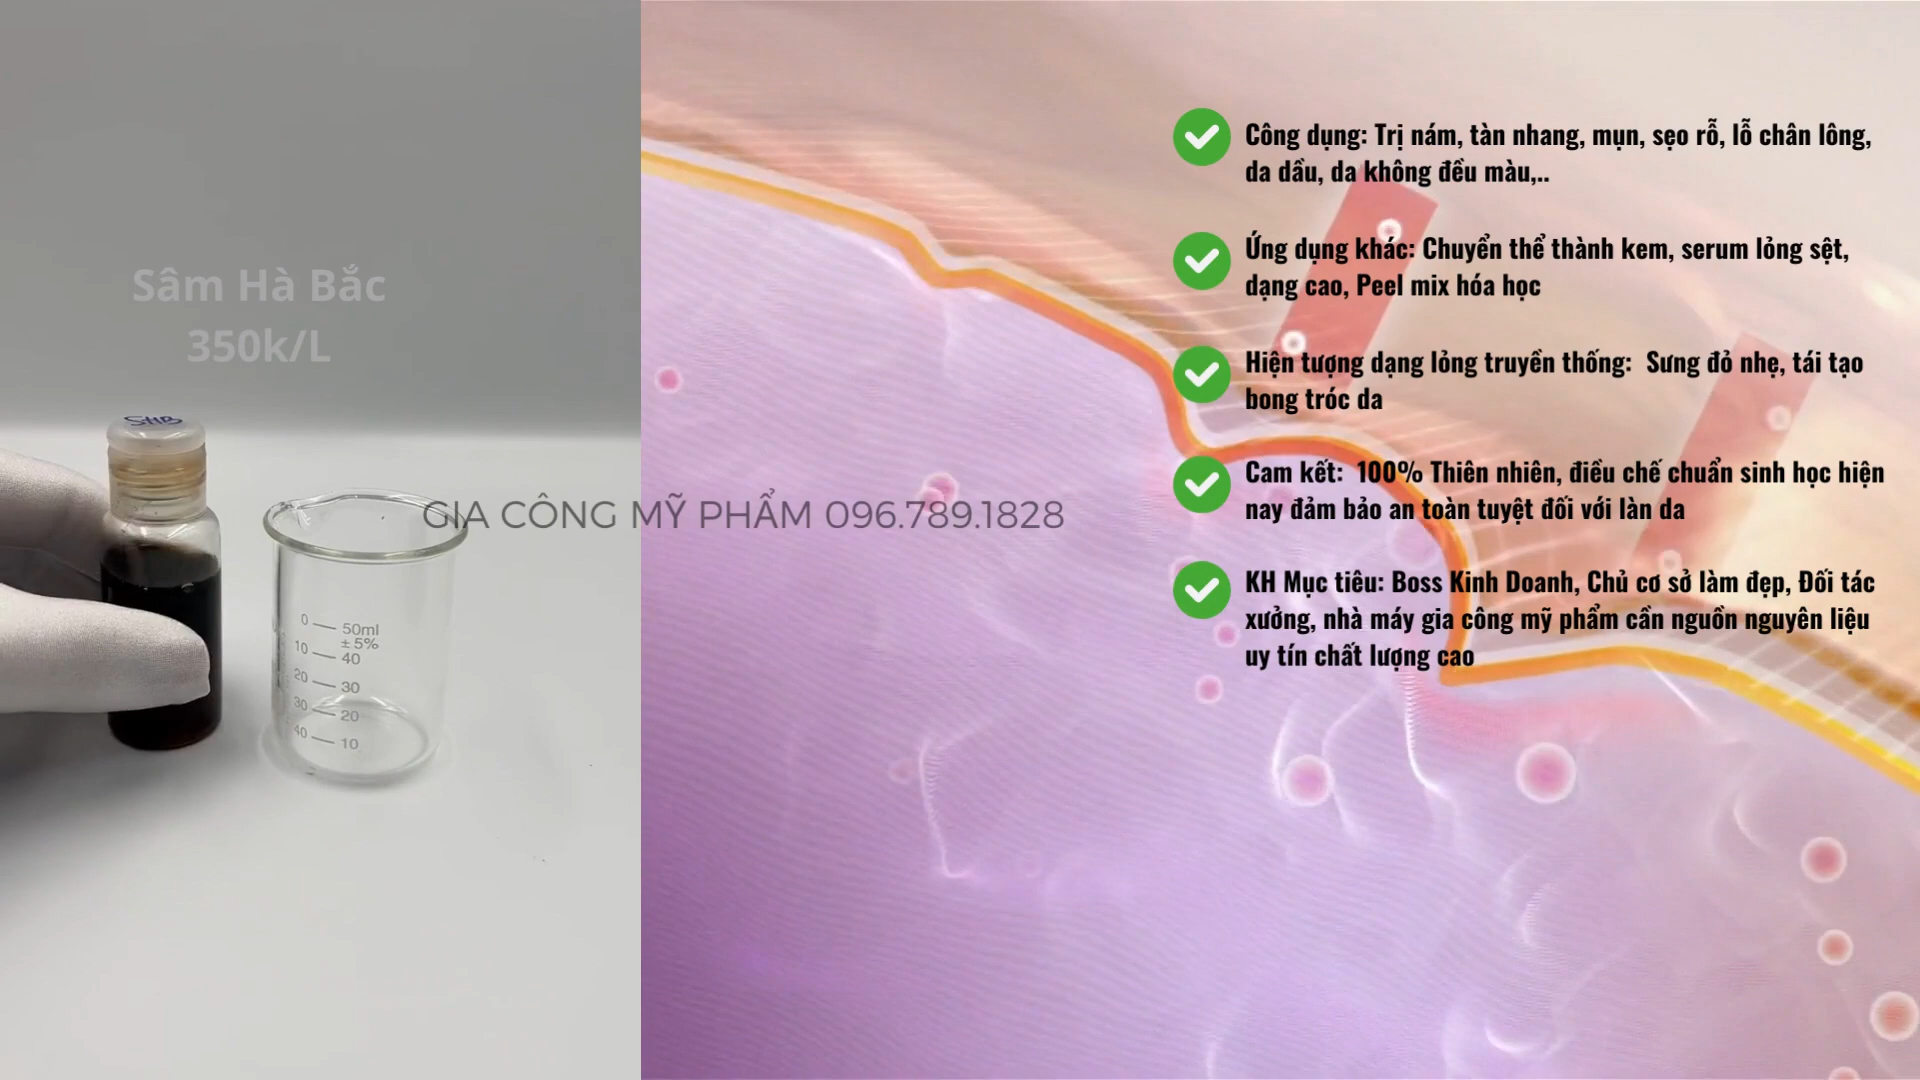 Sâm Hà Bắc
350k/L
SHB
GIA CÔNG MỸ PHẨM 096.789.1828
0 50ml
± 5%
10 40
20 30
30 20
40 10
Công dụng: Trị nám, tàn nhang, mụn, sẹo rỗ, lỗ chân lông,
da dầu, da không đều màu,..
Ứng dụng khác: Chuyển thể thành kem, serum lỏng sệt,
dạng cao, Peel mix hóa học
Hiện tượng dạng lỏng truyền thống: Sưng đỏ nhẹ, tái tạo
bong tróc da
Cam kết: 100% Thiên nhiên, điều chế chuẩn sinh học hiện
nay đảm bảo an toàn tuyệt đối với làn da
KH Mục tiêu: Boss Kinh Doanh, Chủ cơ sở làm đẹp, Đối tác
xưởng, nhà máy gia công mỹ phẩm cần nguồn nguyên liệu
uy tín chất lượng cao